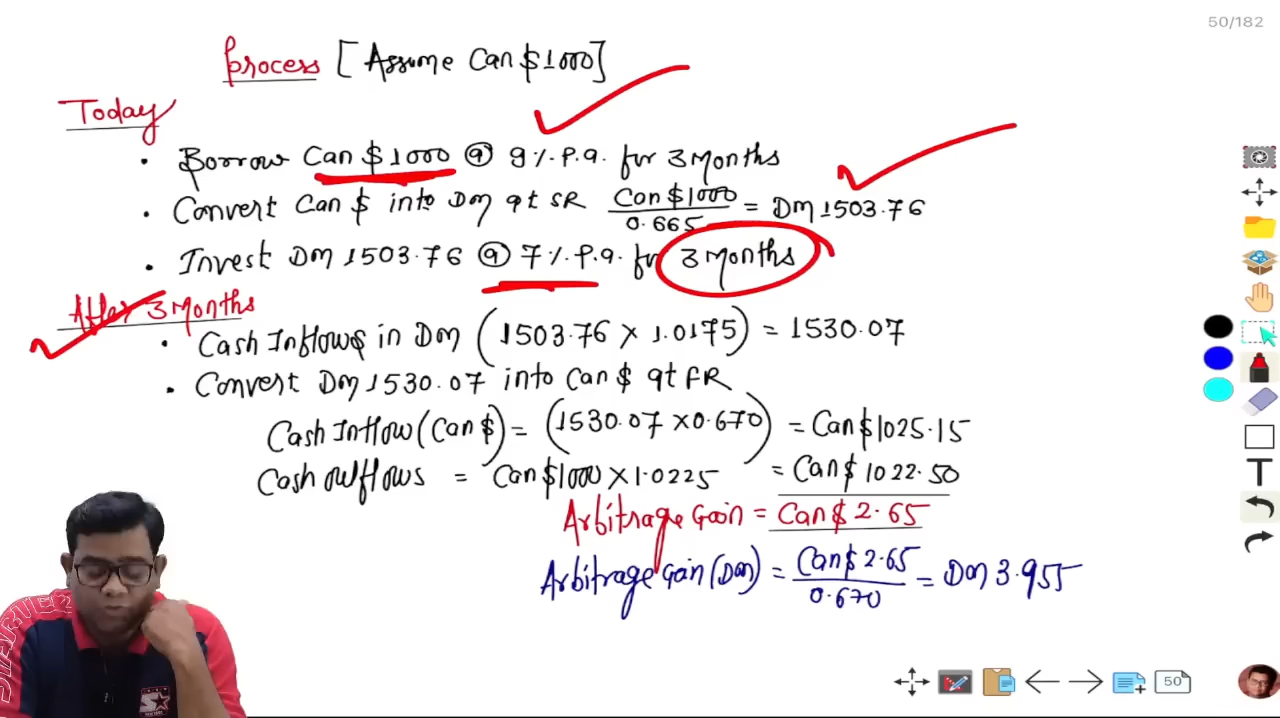 50/182
Process [Assume Can $ 1000]
Today
• Borrow Can $ 1000 @ 9%.P.a. for 3 Months
• Convert Can $ into Dm at SR Can $ 1000 / 0.665 = Dm 1503.76
• Invest Dm 1503.76 @ 7%.P.a. for 3 Months
After 3 Months
• Cash Inflows in Dm (1503.76 × 1.0175) = 1530.07
• Convert Dm 1530.07 into Can $ at FR
Cash Inflow (Can $) = (1530.07 × 0.670) = Can $ 1025.15
Cash outflows = Can $ 1000 × 1.0225 = Can $ 1022.50
Arbitrage Gain = Can $ 2.65
Arbitrage Gain (Dm) = Can $ 2.65 / 0.670 = Dm 3.955
STARTE
50